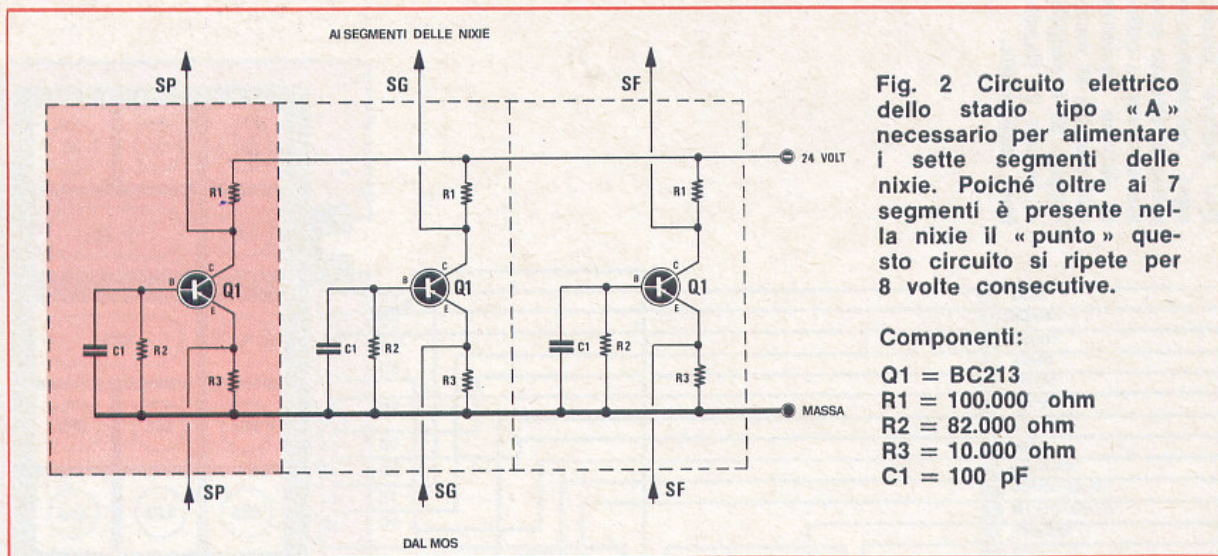 AI SEGMENTI DELLE NIXIE
SP
SG
SF
R1
R1
R1
⊖ 24 VOLT
C
B
Q1
E
C
B
Q1
E
C
B
Q1
E
C1
R2
R3
C1
R2
R3
C1
R2
R3
MASSA
SP
SG
SF
DAL MOS
Fig. 2 Circuito elettrico
dello stadio tipo « A »
necessario per alimentare
i sette segmenti delle
nixie. Poiché oltre ai 7
segmenti è presente nel-
la nixie il « punto » que-
sto circuito si ripete per
8 volte consecutive.
Componenti:
Q1 = BC213
R1 = 100.000 ohm
R2 = 82.000 ohm
R3 = 10.000 ohm
C1 = 100 pF